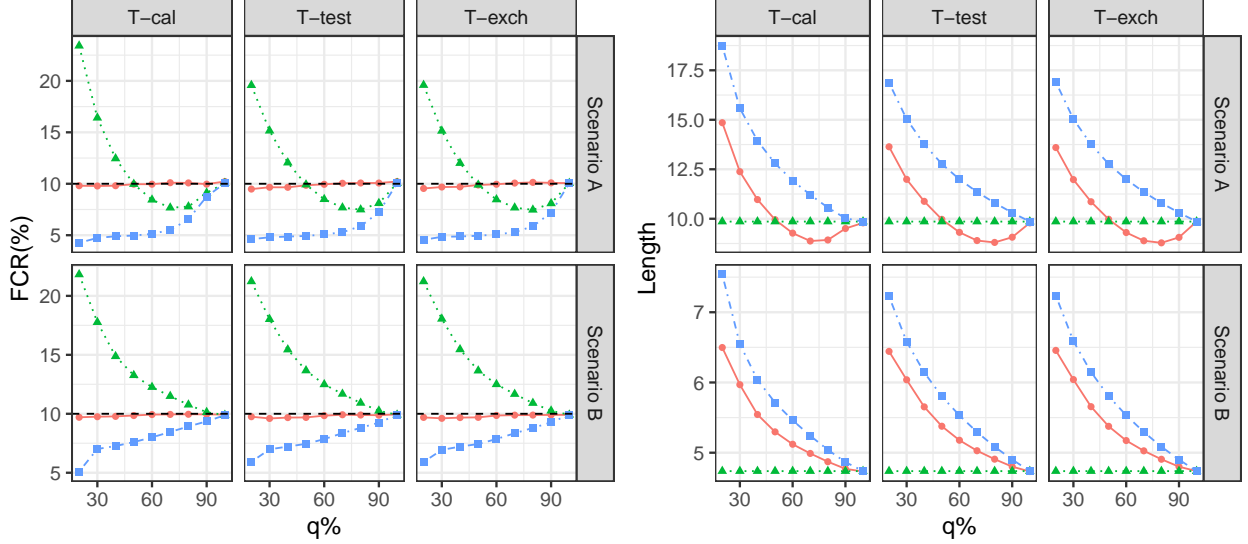 T−cal T−test T−exch
FCR(%)
20
15
10
5
Scenario A
20
15
10
5
Scenario B
30 60 90 30 60 90 30 60 90
q%
T−cal T−test T−exch
Length
17.5
15.0
12.5
10.0
Scenario A
7
6
5
Scenario B
30 60 90 30 60 90 30 60 90
q%